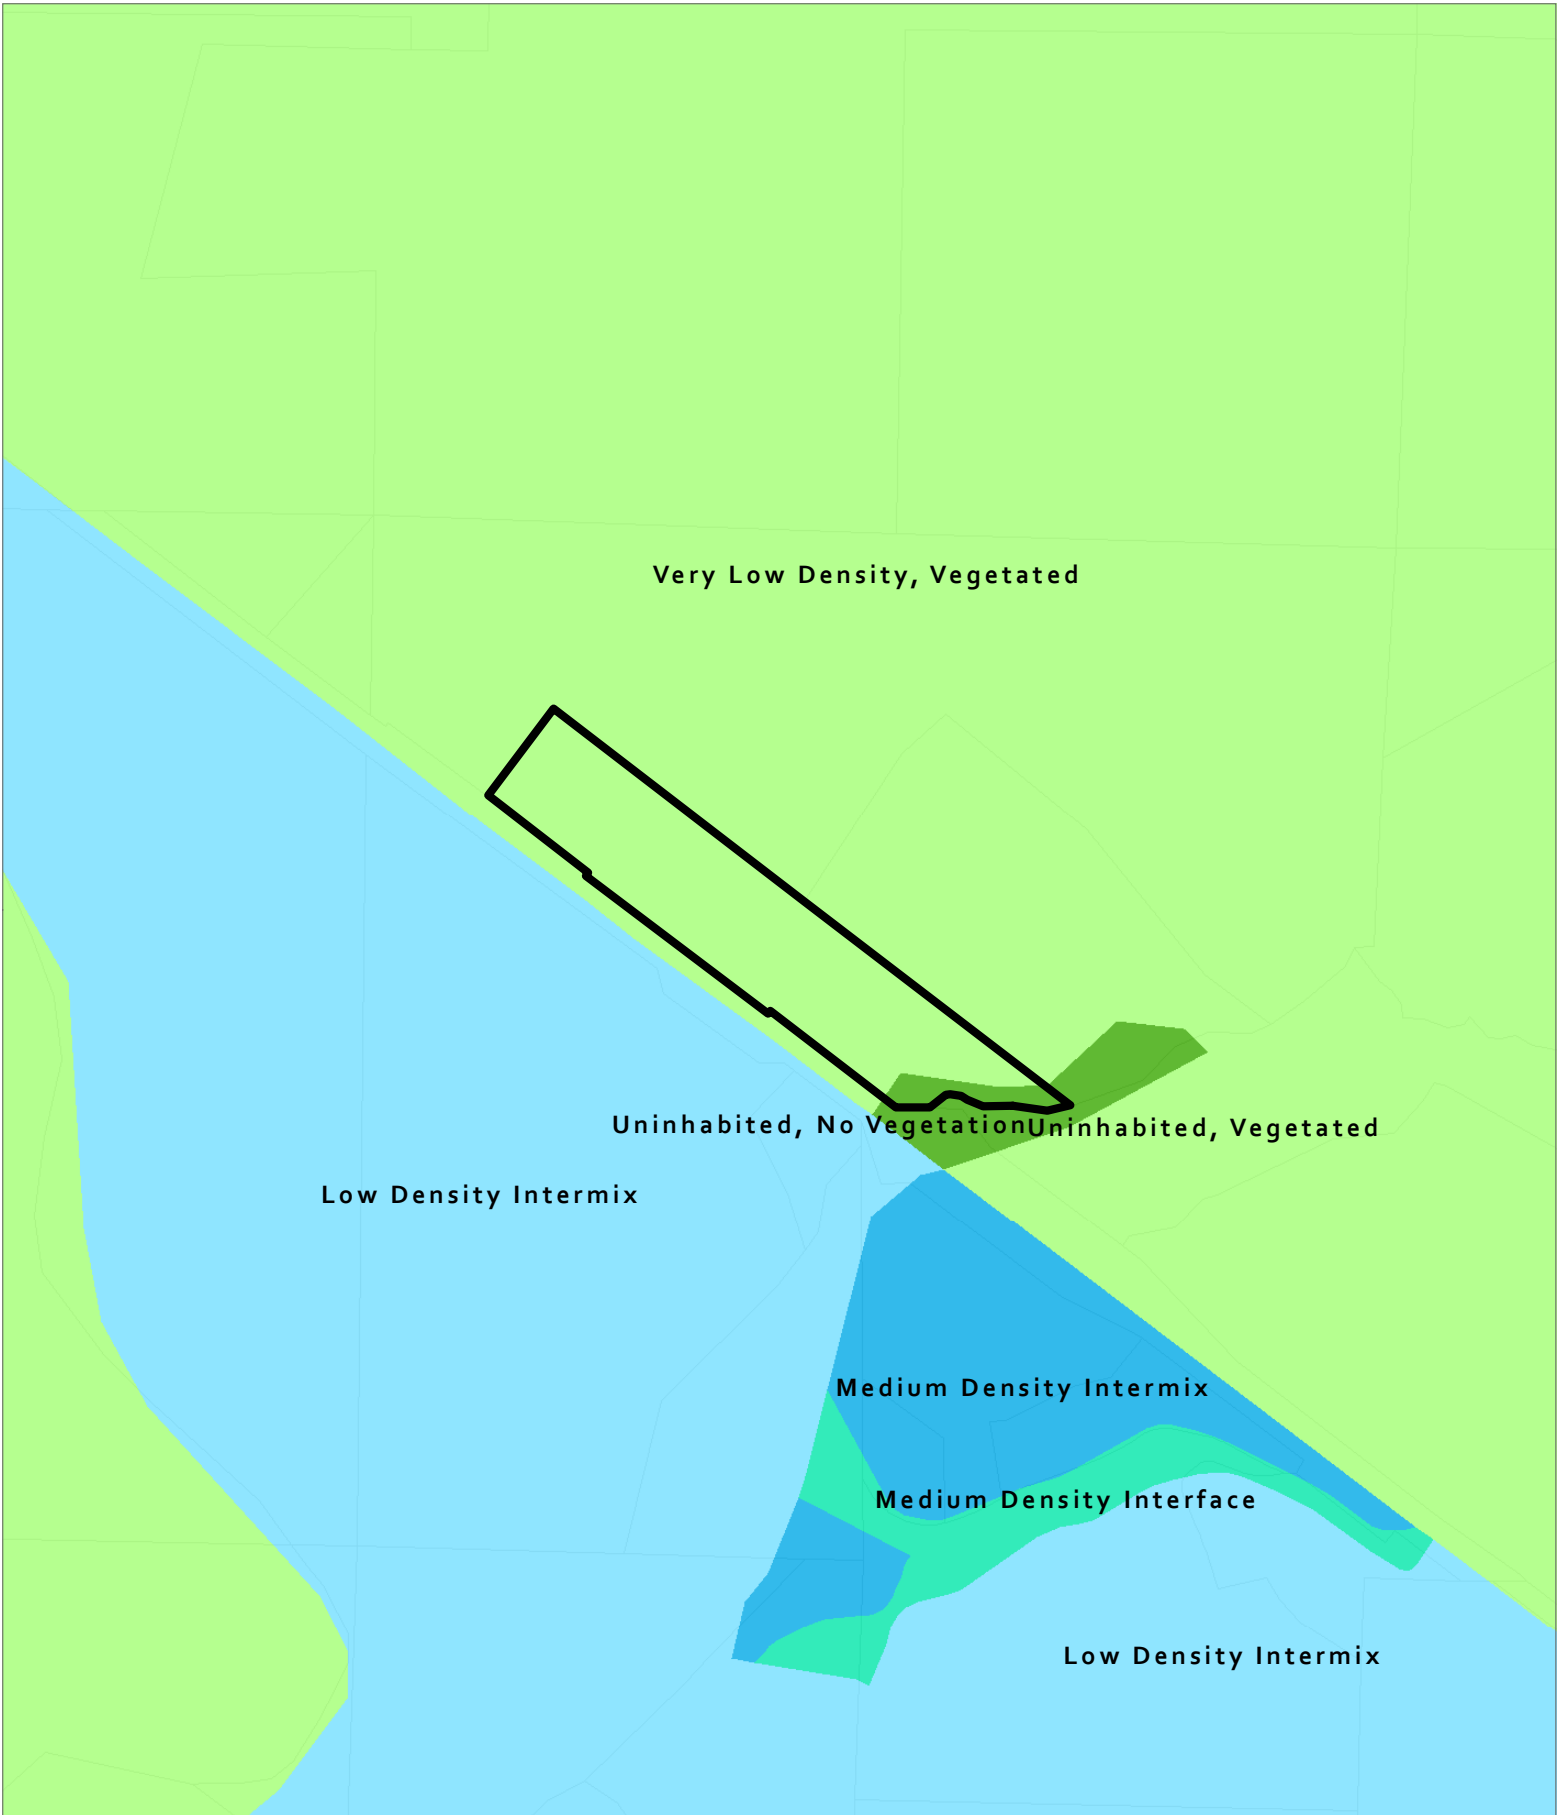 Very Low Density, Vegetated
Uninhabited, No Vegetation
Uninhabited, Vegetated
Low Density Intermix
Medium Density Intermix
Medium Density Interface
Low Density Intermix